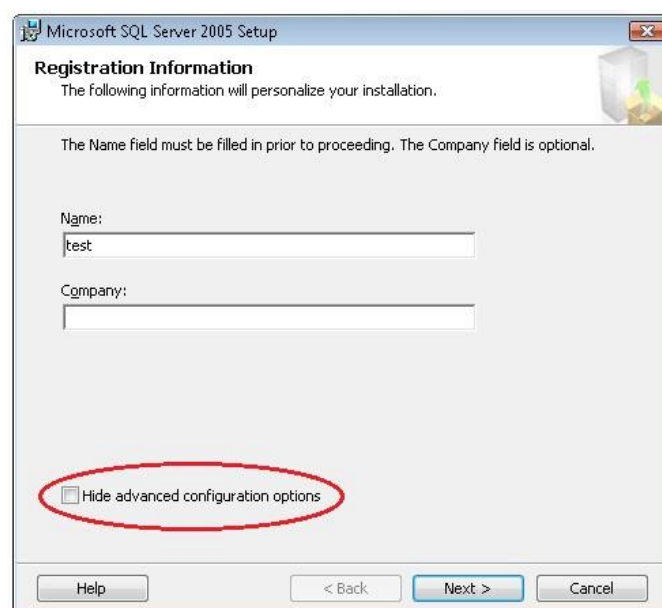 Microsoft SQL Server 2005 Setup
Registration Information
The following information will personalize your installation.
The Name field must be filled in prior to proceeding. The Company field is optional.
Name:
test
Company:
Hide advanced configuration options
Help
< Back
Next >
Cancel